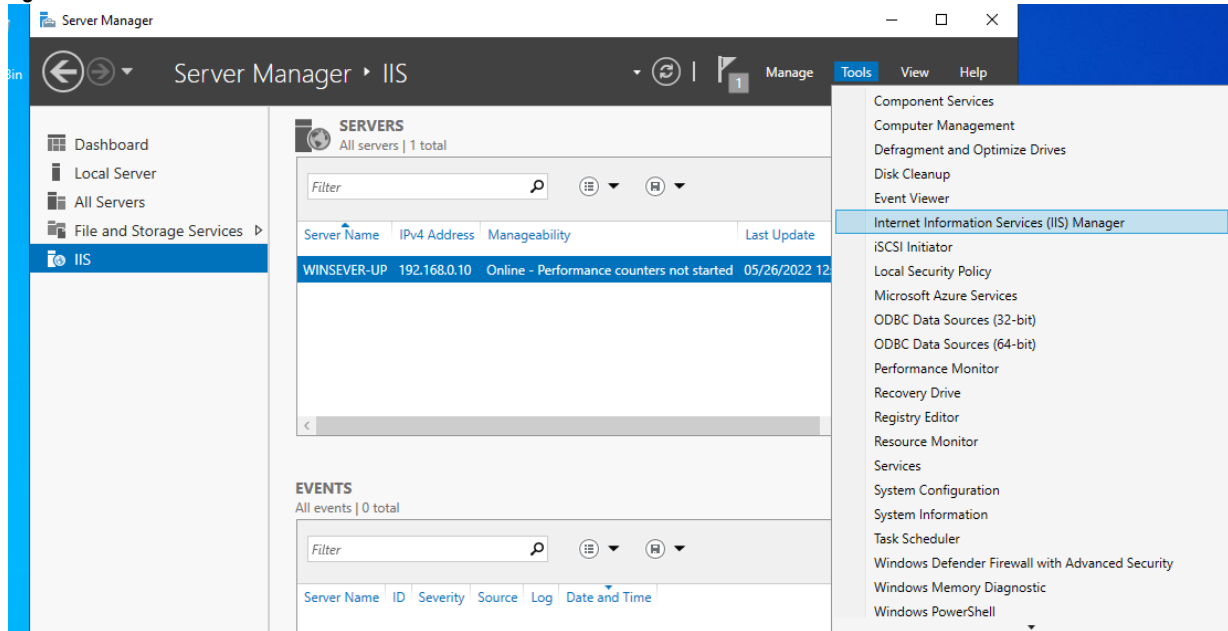 Server Manager
Bin
Server Manager ‣ IIS
1
Manage
Tools
View
Help
Dashboard
Local Server
All Servers
File and Storage Services
IIS
SERVERS
All servers | 1 total
Filter
Server Name IPv4 Address Manageability Last Update
WINSEVER-UP 192.168.0.10 Online - Performance counters not started 05/26/2022 12:
EVENTS
All events | 0 total
Filter
Server Name ID Severity Source Log Date and Time
Component Services
Computer Management
Defragment and Optimize Drives
Disk Cleanup
Event Viewer
Internet Information Services (IIS) Manager
iSCSI Initiator
Local Security Policy
Microsoft Azure Services
ODBC Data Sources (32-bit)
ODBC Data Sources (64-bit)
Performance Monitor
Recovery Drive
Registry Editor
Resource Monitor
Services
System Configuration
System Information
Task Scheduler
Windows Defender Firewall with Advanced Security
Windows Memory Diagnostic
Windows PowerShell